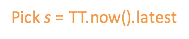 Pick s = TT.now().latest